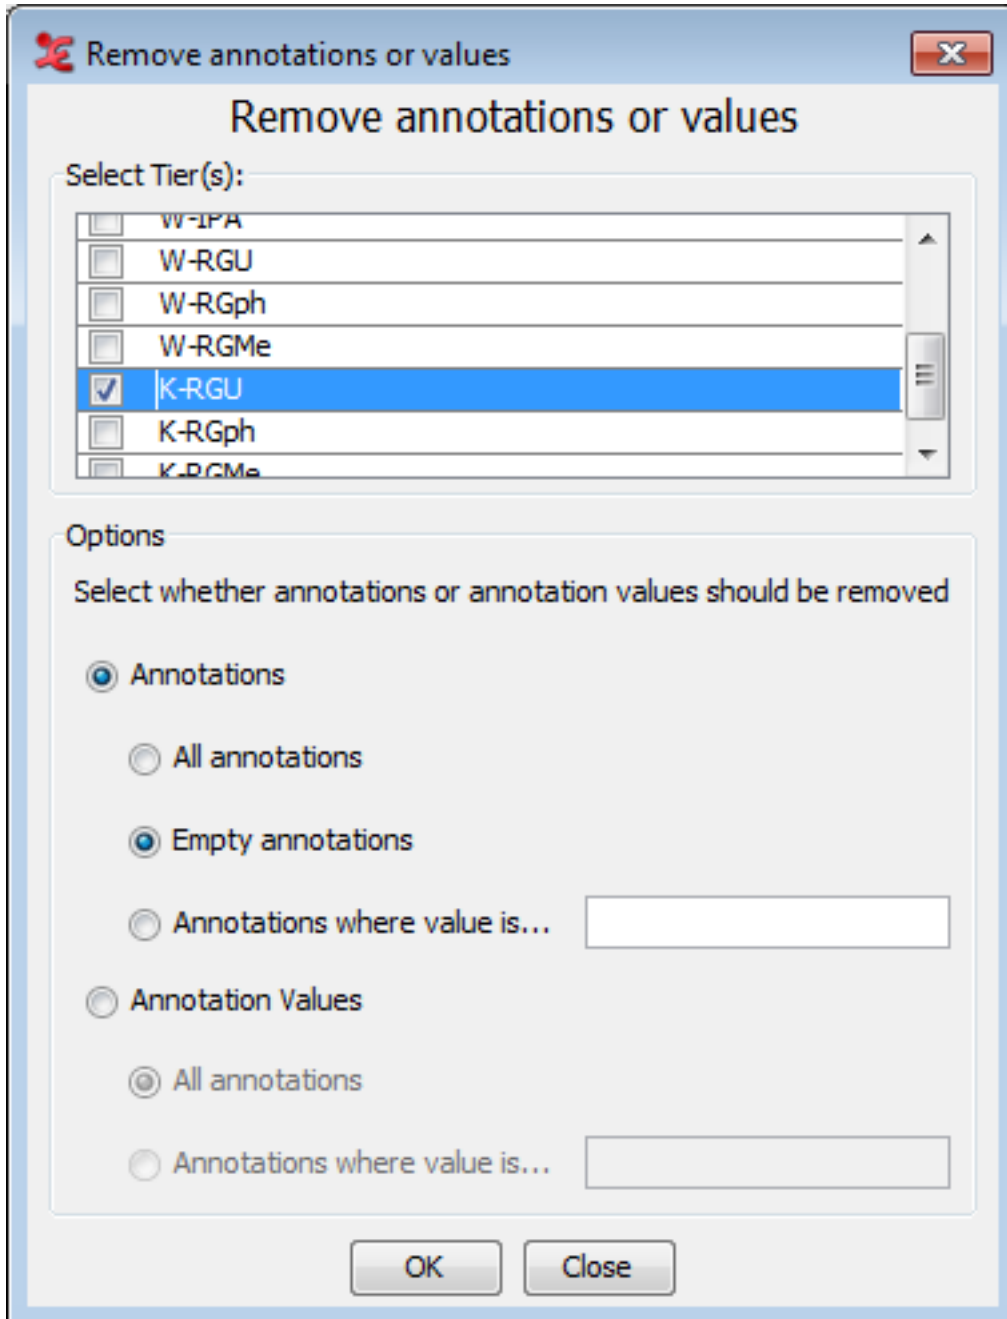 Remove annotations or values
Remove annotations or values
Select Tier(s):
W-IPA
W-RGU
W-RGph
W-RGMe
K-RGU
K-RGph
K-RGMe
Options
Select whether annotations or annotation values should be removed
Annotations
All annotations
Empty annotations
Annotations where value is...
Annotation Values
All annotations
Annotations where value is...
OK Close